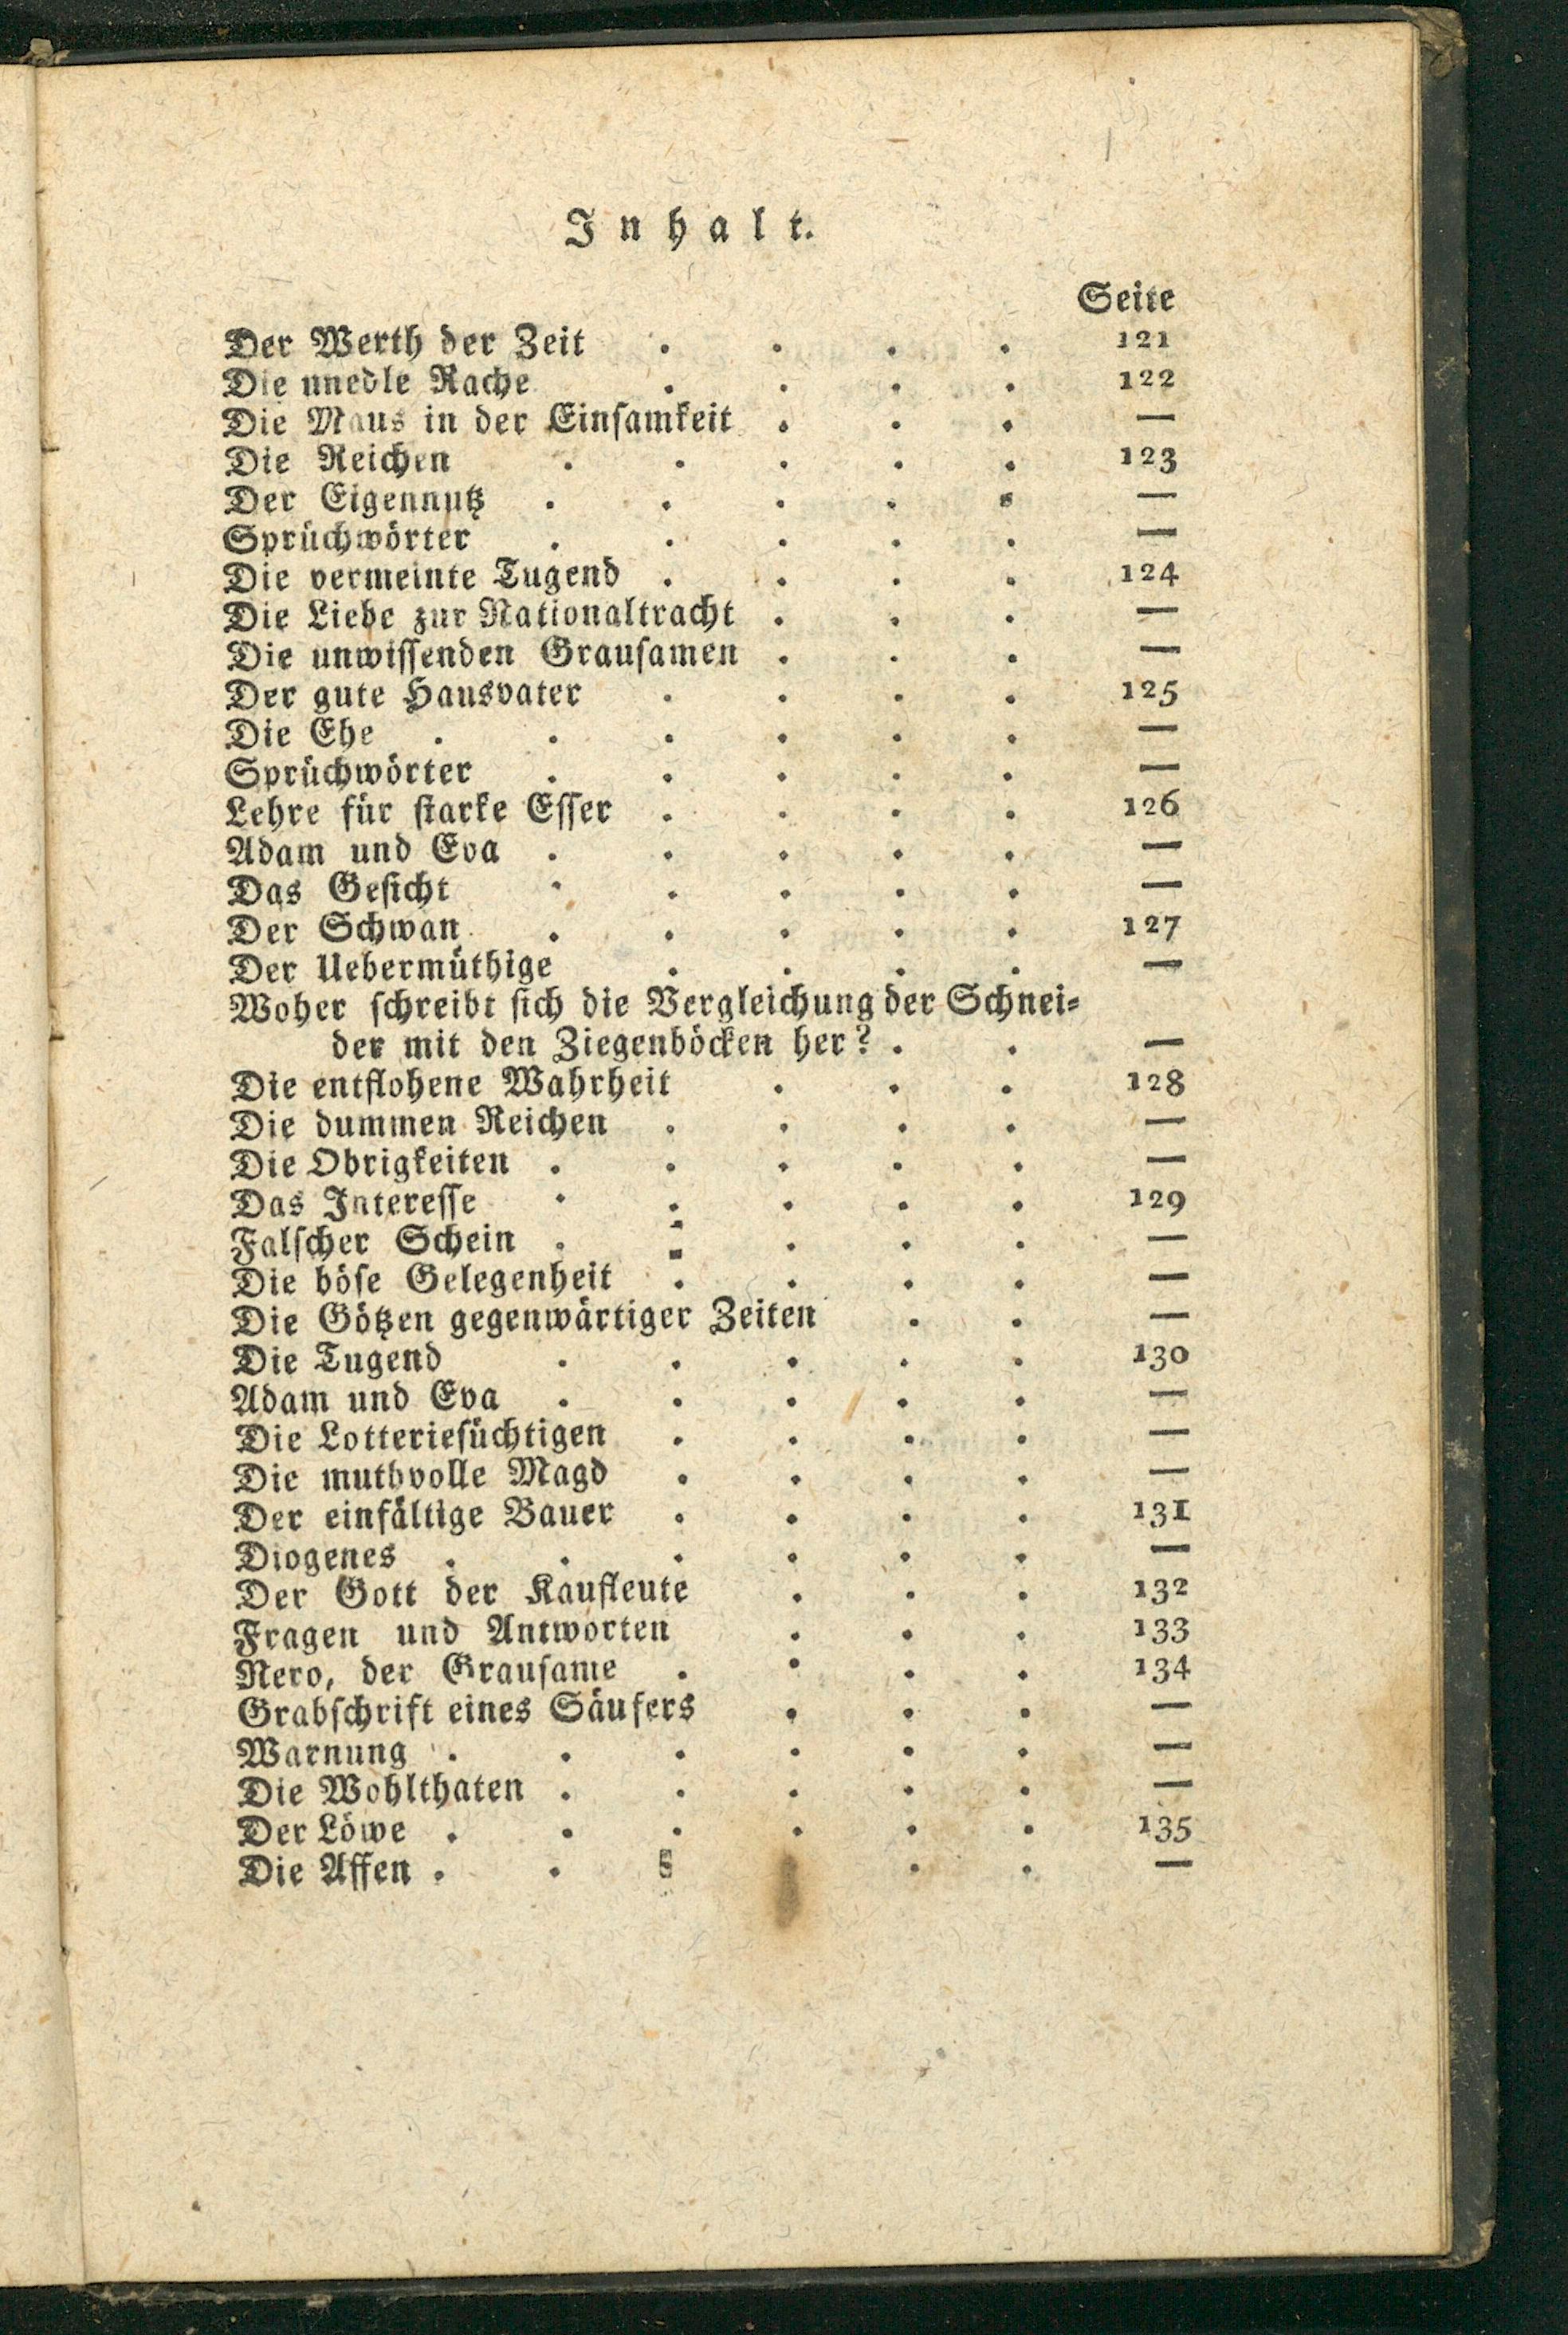 Inhalt.
Seite
Der Werth der Zeit . . . . 121
Die unedle Rache . . . . 122
Die Maus in der Einsamkeit . . . —
Die Reichen . . . . . 123
Der Eigennutz . . . . . —
Sprüchwörter . . . . . —
Die vermeinte Tugend . . . . 124
Die Liebe zur Nationaltracht . . . —
Die unwissenden Grausamen . . . —
Der gute Hausvater . . . . 125
Die Ehe . . . . . . —
Sprüchwörter . . . . . —
Lehre für starke Esser . . . . 126
Adam und Eva . . . . . —
Das Gesicht . . . . . —
Der Schwan . . . . . 127
Der Uebermüthige . . . . —
Woher schreibt sich die Vergleichung der Schnei-
der mit den Ziegenböcken her? . . —
Die entflohene Wahrheit . . . 128
Die dummen Reichen . . . . —
Die Obrigkeiten . . . . . —
Das Interesse . . . . . 129
Falscher Schein . . . . . —
Die böse Gelegenheit . . . . —
Die Götzen gegenwärtiger Zeiten . . —
Die Tugend . . . . . 130
Adam und Eva . . . . . —
Die Lotteriesüchtigen . . . . —
Die muthvolle Magd . . . . —
Der einfältige Bauer . . . . 131
Diogenes . . . . . . —
Der Gott der Kaufleute . . . 132
Fragen und Antworten . . . 133
Nero, der Grausame . . . . 134
Grabschrift eines Säufers . . . —
Warnung . . . . . . —
Die Wohlthaten . . . . . —
Der Löwe . . . . . . 135
Die Affen . . . . —